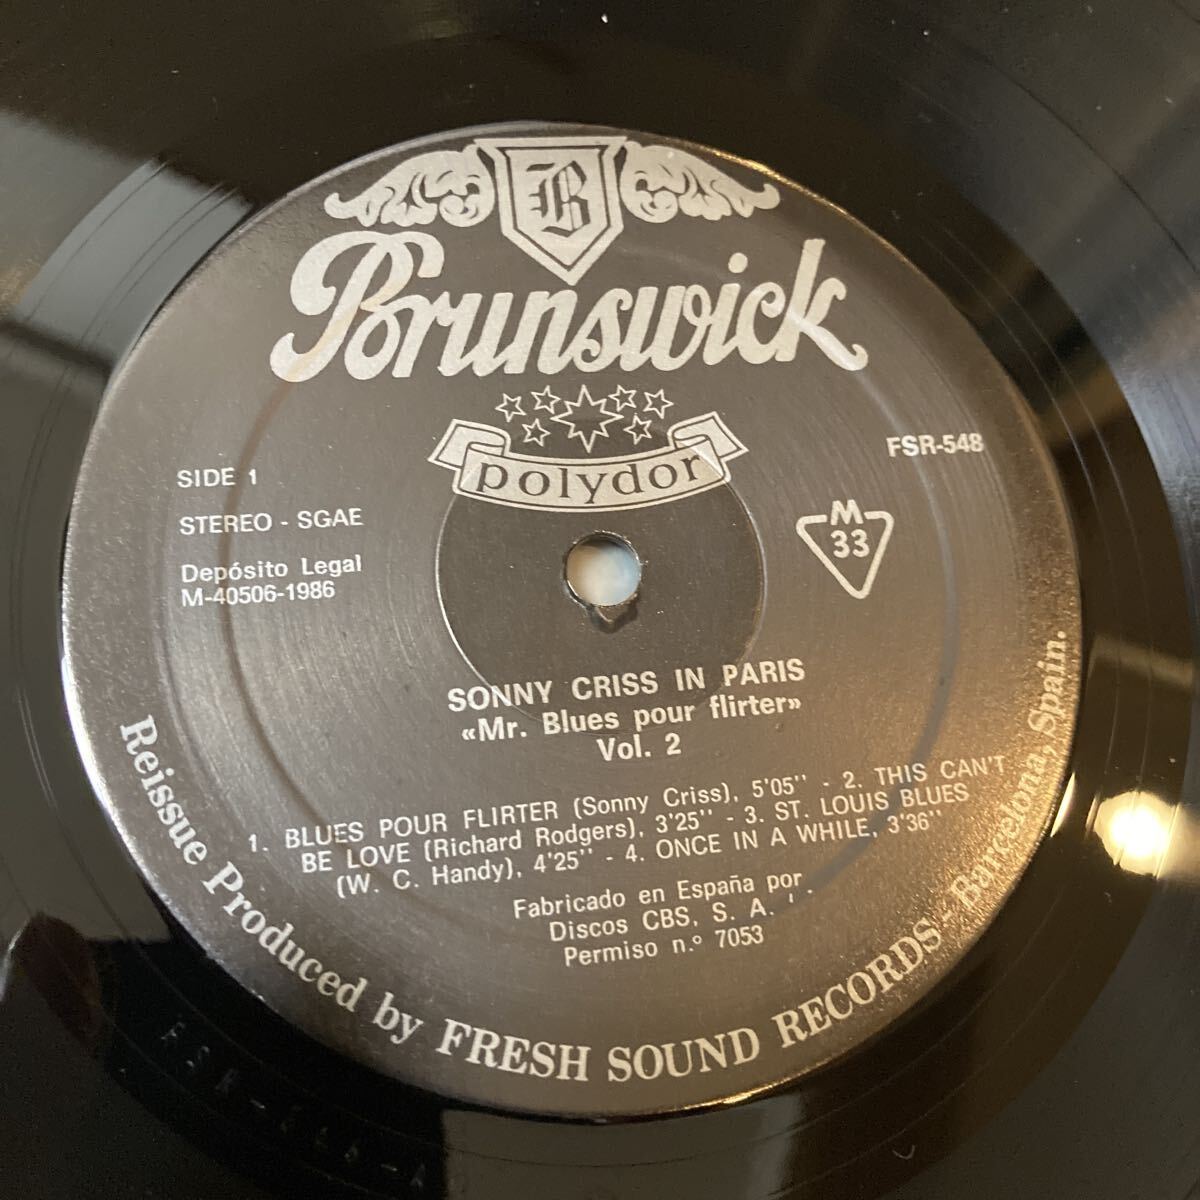 B
Brunswick
polydor
SIDE 1
STEREO - SGAE
Depósito Legal
M-40506-1986
FSR-548
M
33
SONNY CRISS IN PARIS
«Mr. Blues pour flirter»
Vol. 2
1. BLUES POUR FLIRTER (Sonny Criss), 5'05'' - 2. THIS CAN'T
BE LOVE (Richard Rodgers), 3'25'' - 3. ST. LOUIS BLUES
(W. C. Handy), 4'25'' - 4. ONCE IN A WHILE, 3'36''
Fabricado en España por
Discos CBS, S. A.
Permiso n.º 7053
Reissue Produced by FRESH SOUND RECORDS - Barcelona, Spain.